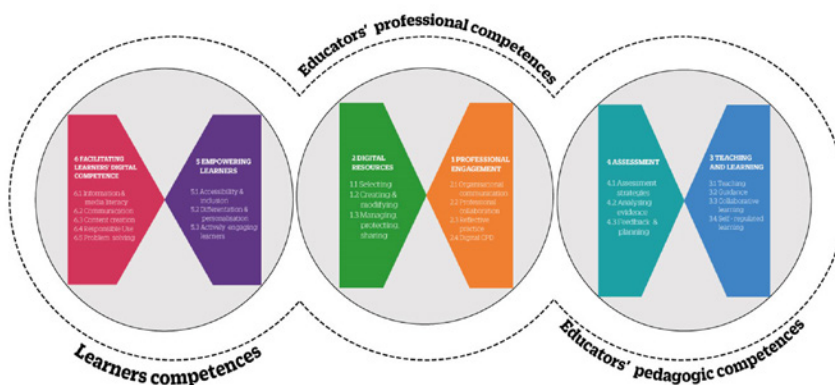 Educators' professional competences
6 FACILITATING
LEARNERS' DIGITAL
COMPETENCE
6.1 Information &
media literacy
6.2 Communication
6.3 Content creation
6.4 Responsible Use
6.5 Problem solving
5 EMPOWERING
LEARNERS
5.1 Accessibility &
inclusion
5.2 Differentiation &
personalisation
5.3 Actively engaging
learners
2 DIGITAL
RESOURCES
1.1 Selecting
1.2 Creating &
modifying
1.3 Managing
protecting,
sharing
1 PROFESSIONAL
ENGAGEMENT
2.1 Organisational
communication
2.2 Professional
collaboration
2.3 Reflective
practice
2.4 Digital CPD
4 ASSESSMENT
4.1 Assessment
strategies
4.2 Analyzing
evidence
4.3 Feedback &
planning
3 TEACHING
AND LEARNING
3.1 Teaching
3.2 Guidance
3.3 Collaborative
learning
3.4 Self-regulated
learning
Learners competences
Educators' pedagogic competences